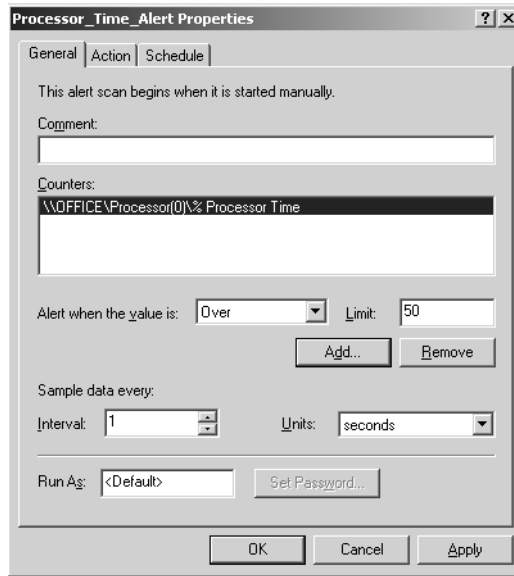 Processor_Time_Alert Properties
? X
General Action Schedule
This alert scan begins when it is started manually.
Comment:
Counters:
\\OFFICE\Processor(0)\% Processor Time
Alert when the value is: Over Limit: 50
Add... Remove
Sample data every:
Interval: 1 Units: seconds
Run As: <Default> Set Password...
OK Cancel Apply